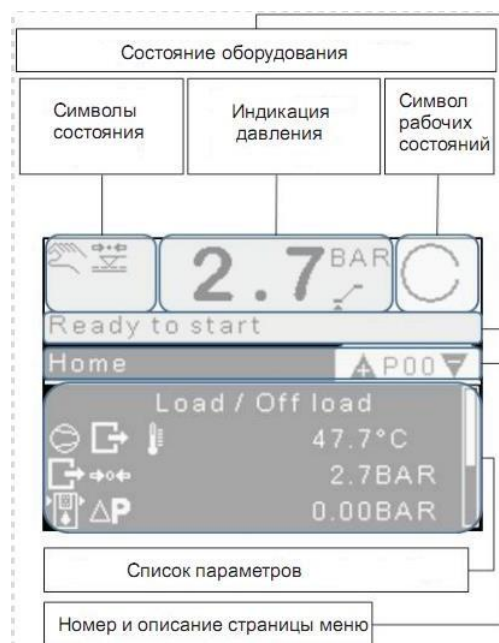 Состояние оборудования
Символы
состояния
Индикация
давления
Символ
рабочих
состояний
2.7 BAR
Ready to start
Home
+ P00 −
Load / Off load
47.7°C
2.7BAR
ΔP 0.00BAR
Список параметров
Номер и описание страницы меню